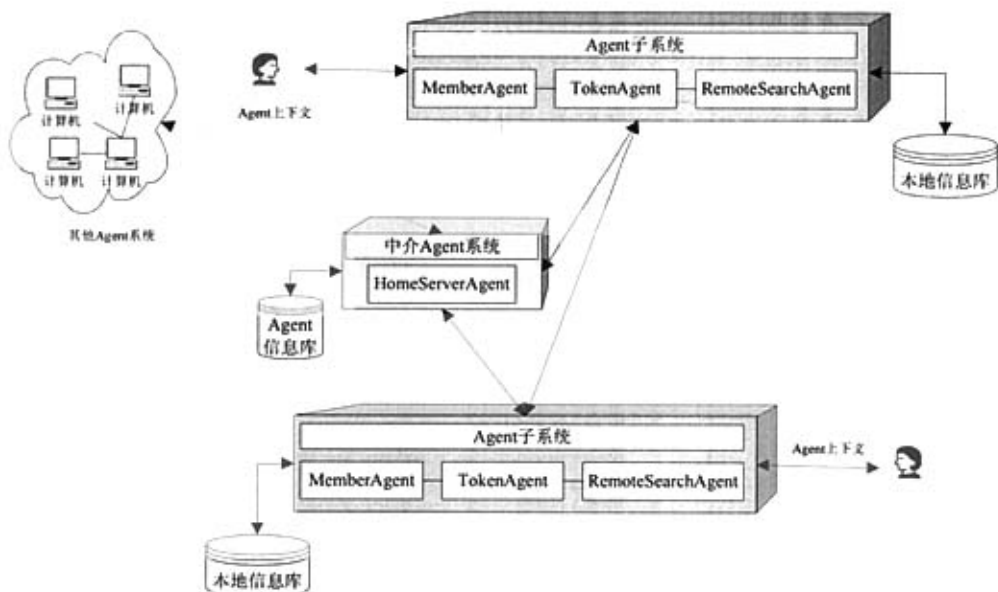 Agent子系统
MemberAgent
TokenAgent
RemoteSearchAgent
Agent上下文
计算机
计算机
计算机
计算机
其他Agent系统
本地信息库
中介Agent系统
HomeServerAgent
Agent
信息库
Agent子系统
MemberAgent
TokenAgent
RemoteSearchAgent
Agent上下文
本地信息库